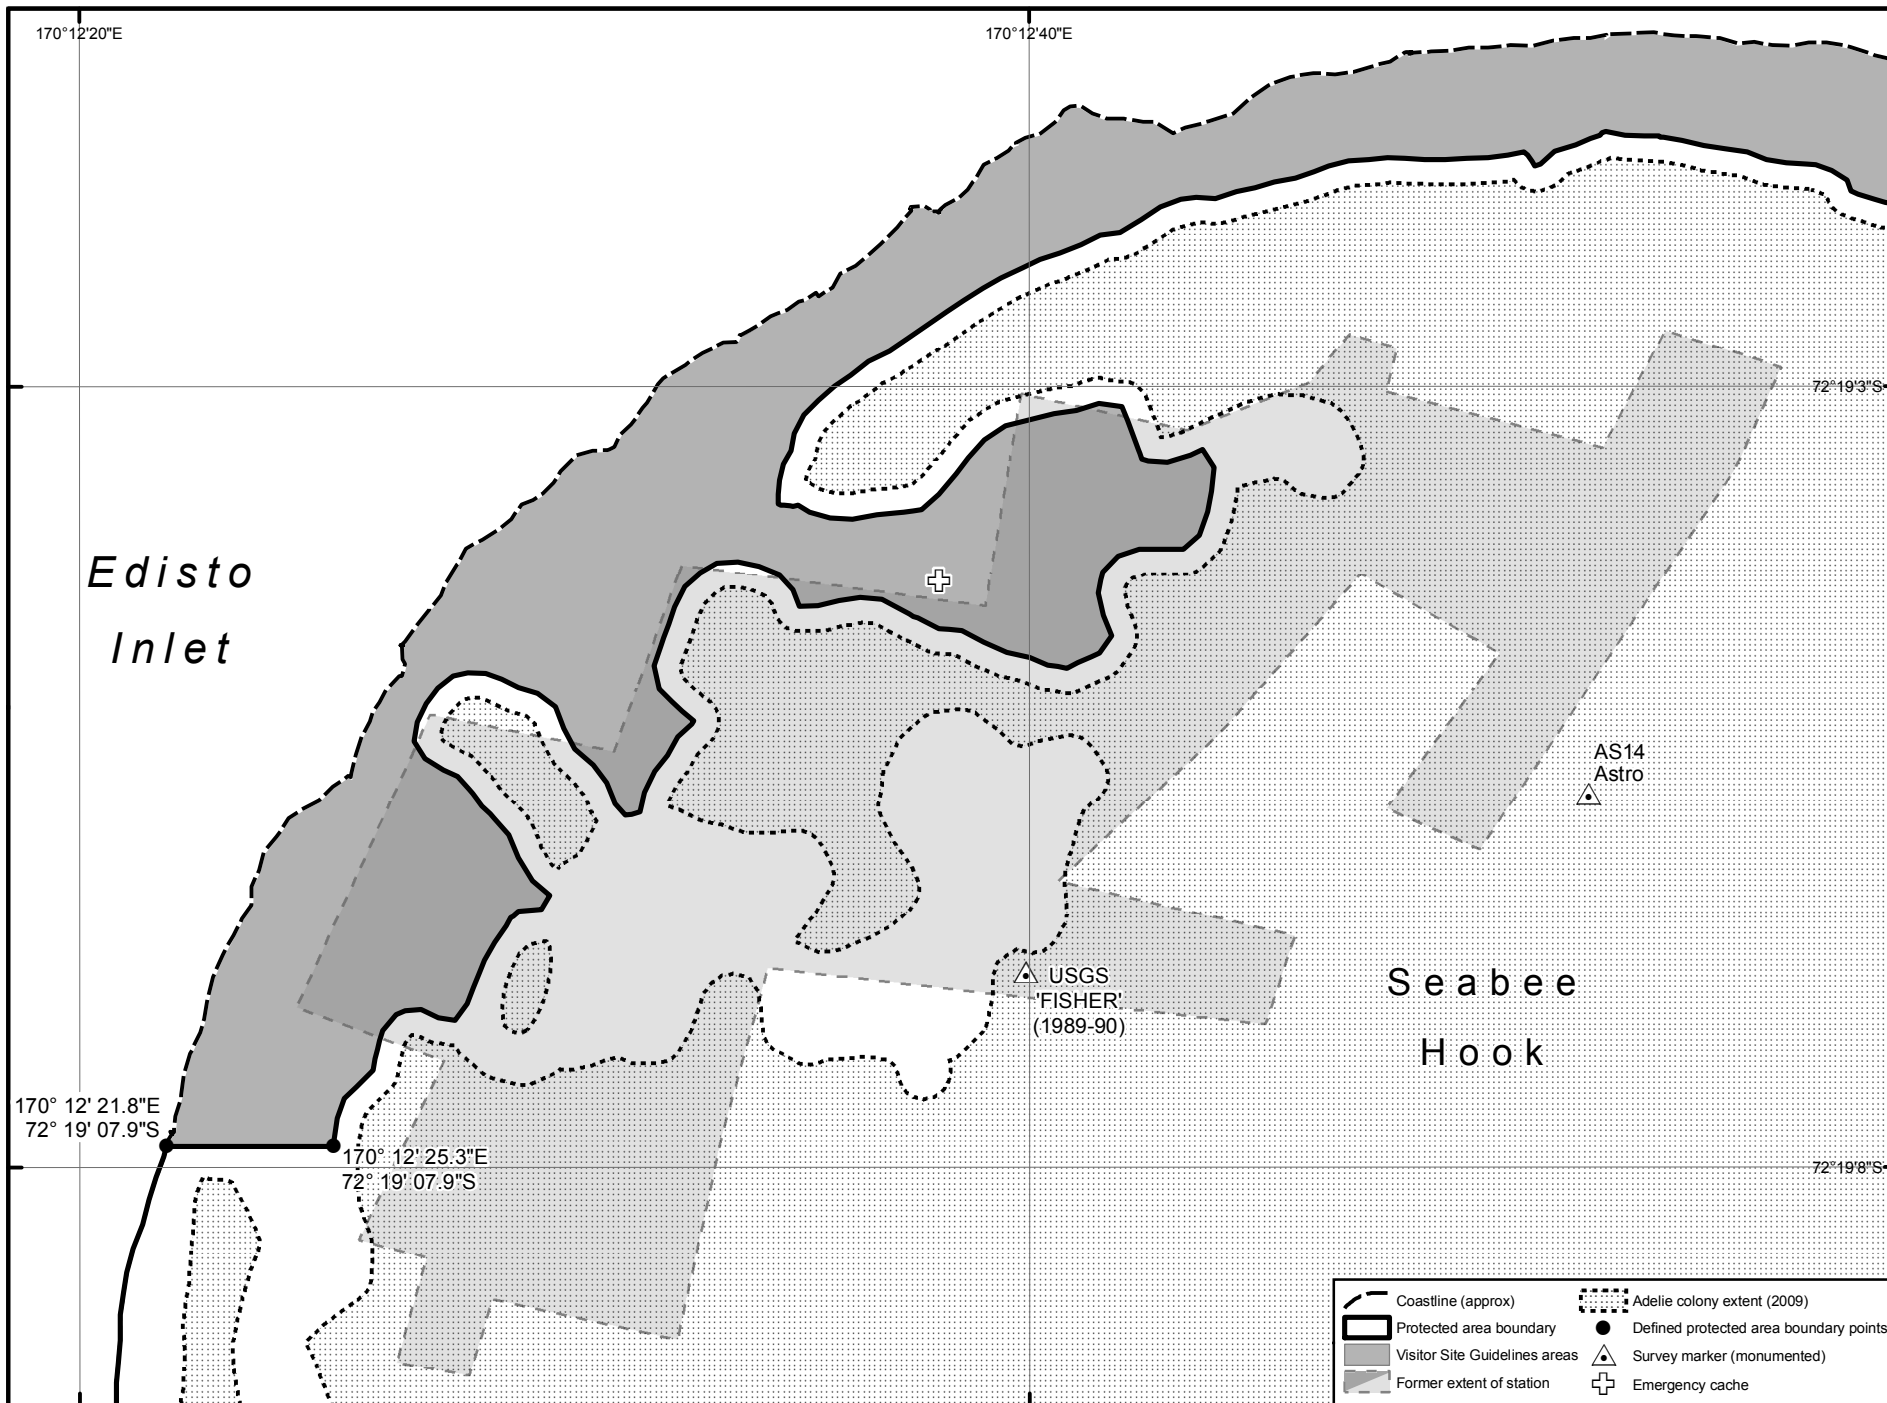 170°12'20"E
170°12'40"E
72°19'3"S
Edisto
Inlet
AS14
Astro
USGS
'FISHER'
(1989-90)
Seabee
Hook
170° 12' 21.8"E
72° 19' 07.9"S
170° 12' 25.3"E
72° 19' 07.9"S
72°19'8"S
Coastline (approx)
Protected area boundary
Visitor Site Guidelines areas
Former extent of station
Adelie colony extent (2009)
Defined protected area boundary points
Survey marker (monumented)
Emergency cache